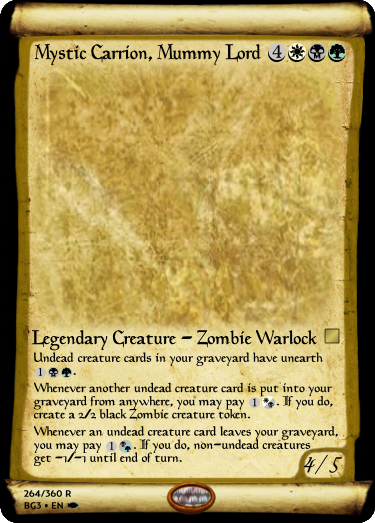 Mystic Carrion, Mummy Lord 4
Legendary Creature – Zombie Warlock
Undead creature cards in your graveyard have unearth
1 .
Whenever another undead creature card is put into your
graveyard from anywhere, you may pay 1 . If you do,
create a 2/2 black Zombie creature token.
Whenever an undead creature card leaves your graveyard,
you may pay 1 . If you do, non-undead creatures
get -1/-1 until end of turn.
4/5
264/360 R
BG3 • EN